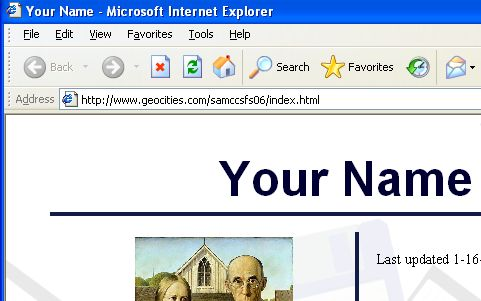 Your Name - Microsoft Internet Explorer
File Edit View Favorites Tools Help
Back Search Favorites
Address http://www.geocities.com/samccsfs06/index.html
Your Name
Last updated 1-16-